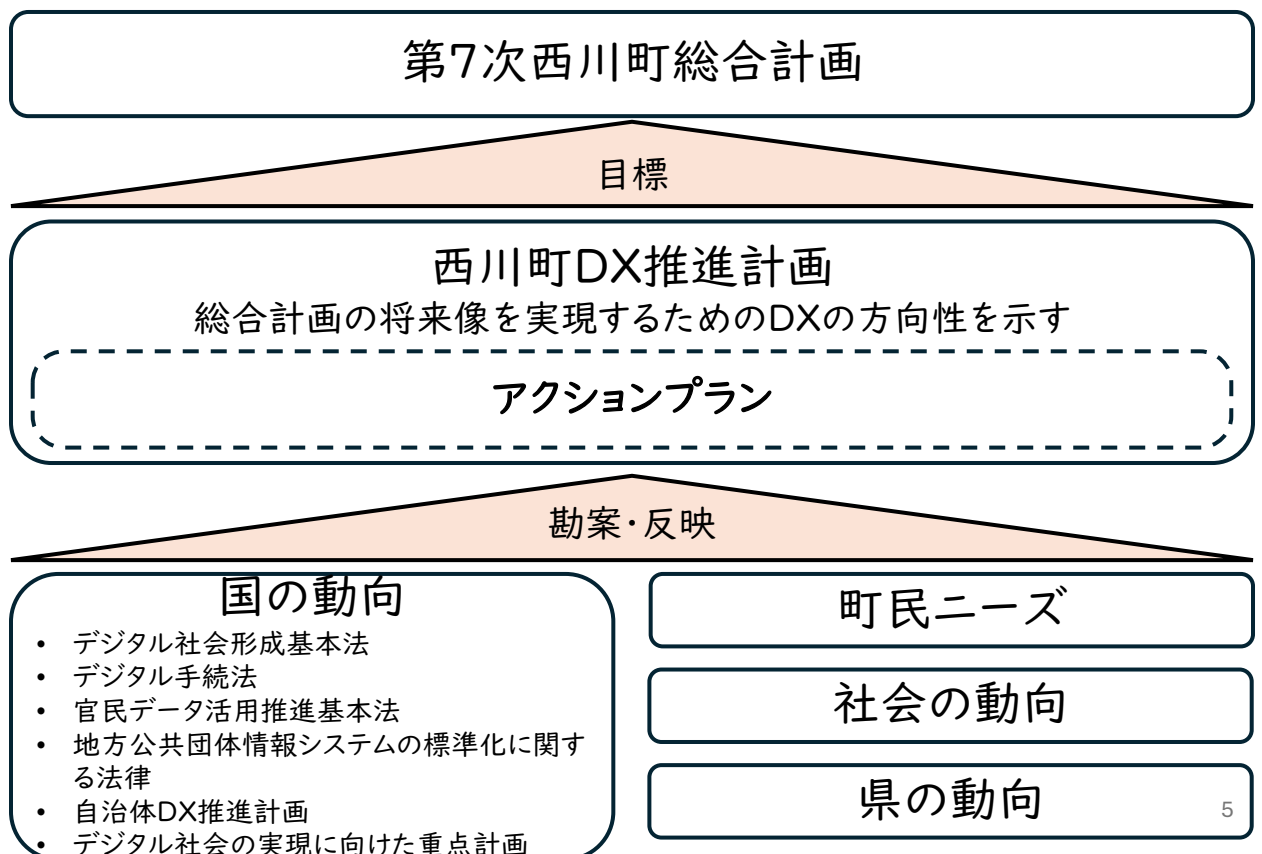 第7次西川町総合計画
目標
西川町DX推進計画
総合計画の将来像を実現するためのDXの方向性を示す
アクションプラン
勘案・反映
国の動向
• デジタル社会形成基本法
• デジタル手続法
• 官民データ活用推進基本法
• 地方公共団体情報システムの標準化に関す
る法律
• 自治体DX推進計画
• デジタル社会の実現に向けた重点計画
町民ニーズ
社会の動向
県の動向
5